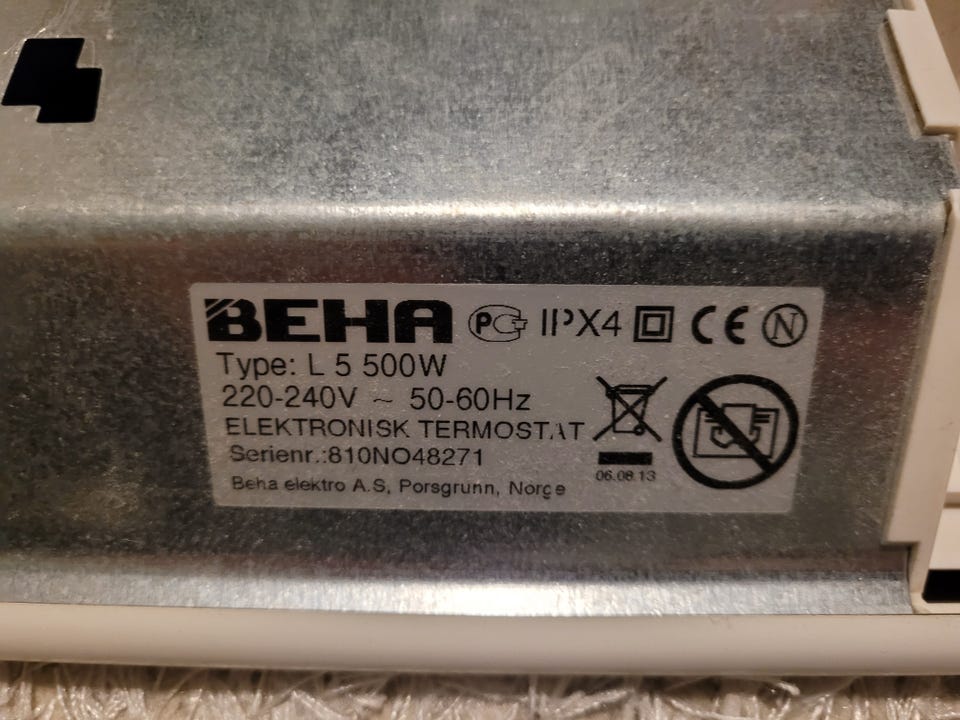 BEHA PG IPX4 CE N
Type: L 5 500W
220-240V ~ 50-60Hz
ELEKTRONISK TERMOSTAT
Serienr.:810NO48271
06.08.13
Beha elektro A.S, Porsgrunn, Norge